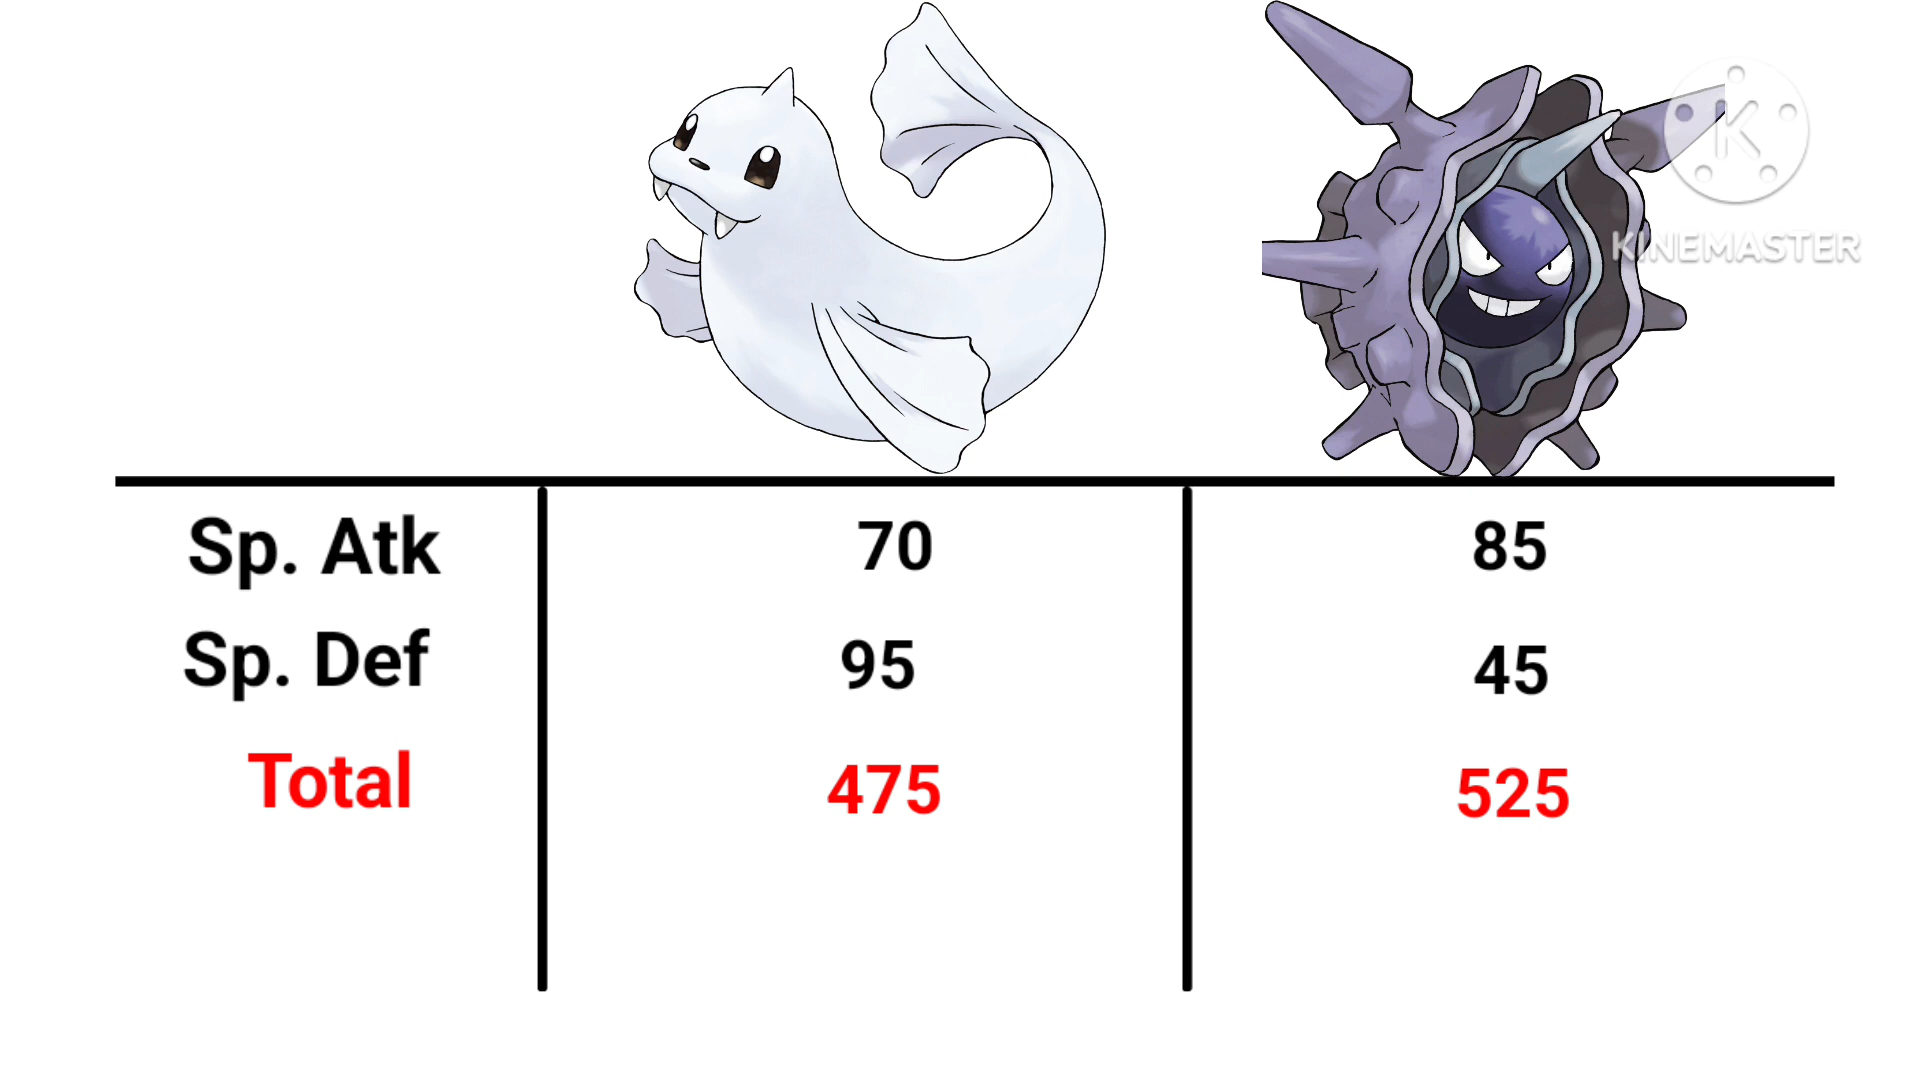 K
KINEMASTER
Sp. Atk 70 85
Sp. Def 95 45
Total 475 525